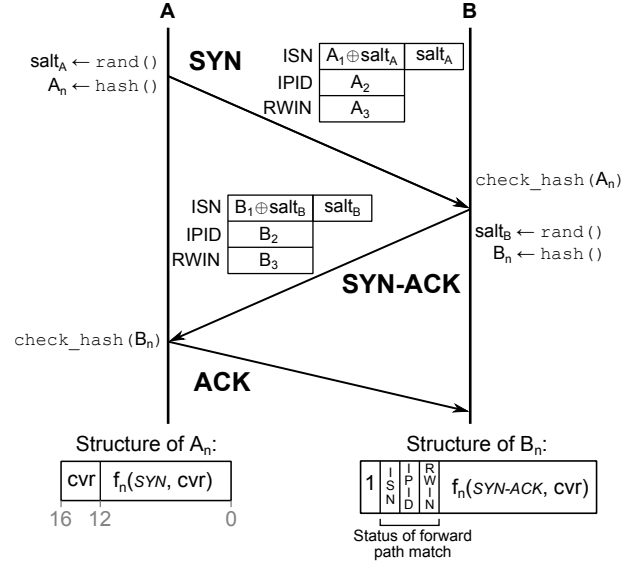 A
B
salt_A ← rand()
A_n ← hash()
SYN
ISN A_1⊕salt_A salt_A
IPID A_2
RWIN A_3
check_hash(A_n)
salt_B ← rand()
B_n ← hash()
ISN B_1⊕salt_B salt_B
IPID B_2
RWIN B_3
SYN-ACK
check_hash(B_n)
ACK
Structure of A_n:
cvr f_n(SYN, cvr)
16 12 0
Structure of B_n:
1 ISN IPID RWIN f_n(SYN-ACK, cvr)
Status of forward
path match